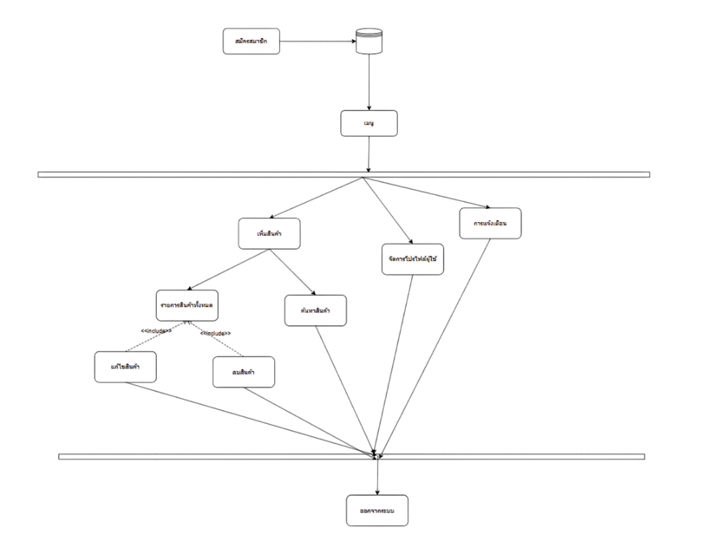 สมัครสมาชิก
เมนู
เพิ่มสินค้า
จัดการโปรไฟล์ผู้ใช้
การแจ้งเตือน
รายการสินค้าทั้งหมด
ค้นหาสินค้า
<<include>>
<<include>>
แก้ไขสินค้า
ลบสินค้า
ออกจากระบบ